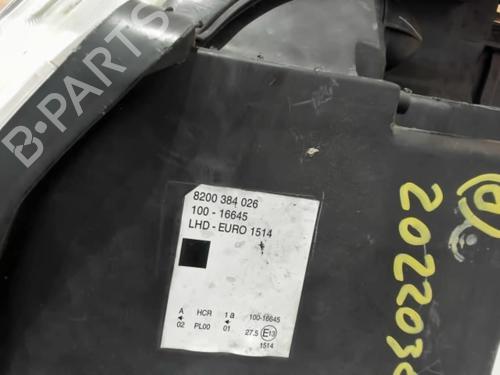 B-PARTS
8200 384 026
100 - 16645
LHD - EURO 1514
A HCR 1 a 100-16645
02 PL00 01 27.5 E13
1514
A
2022030